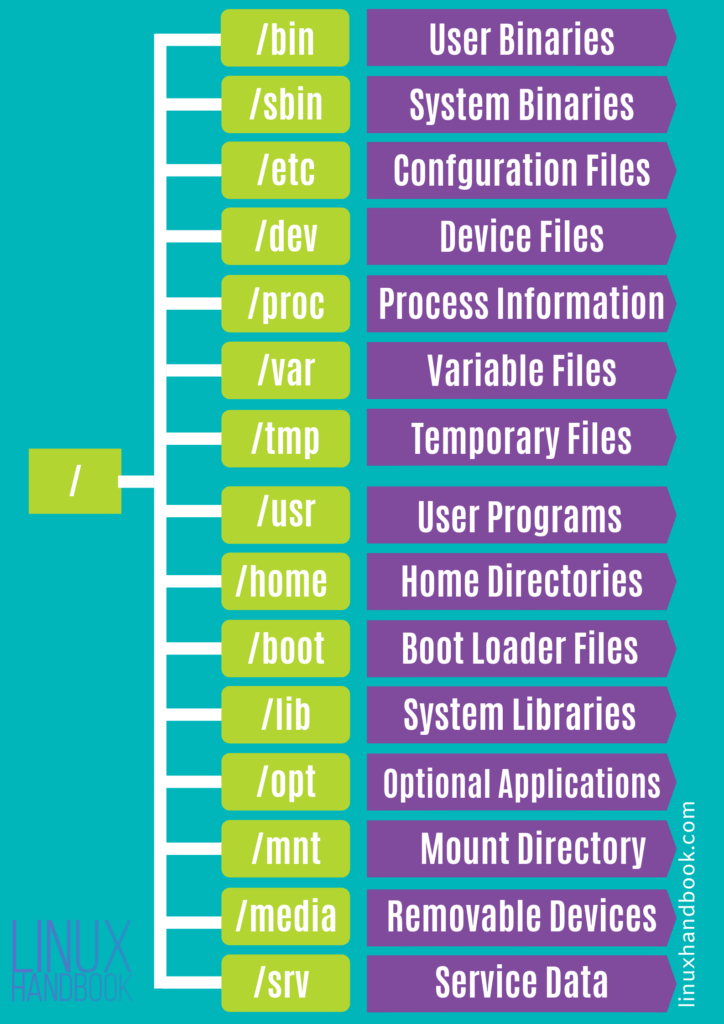 /bin User Binaries
/sbin System Binaries
/etc Confguration Files
/dev Device Files
/proc Process Information
/var Variable Files
/tmp Temporary Files
/
/usr User Programs
/home Home Directories
/boot Boot Loader Files
/lib System Libraries
/opt Optional Applications
/mnt Mount Directory
/media Removable Devices
/srv Service Data
LINUX
HANDBOOK
linuxhandbook.com